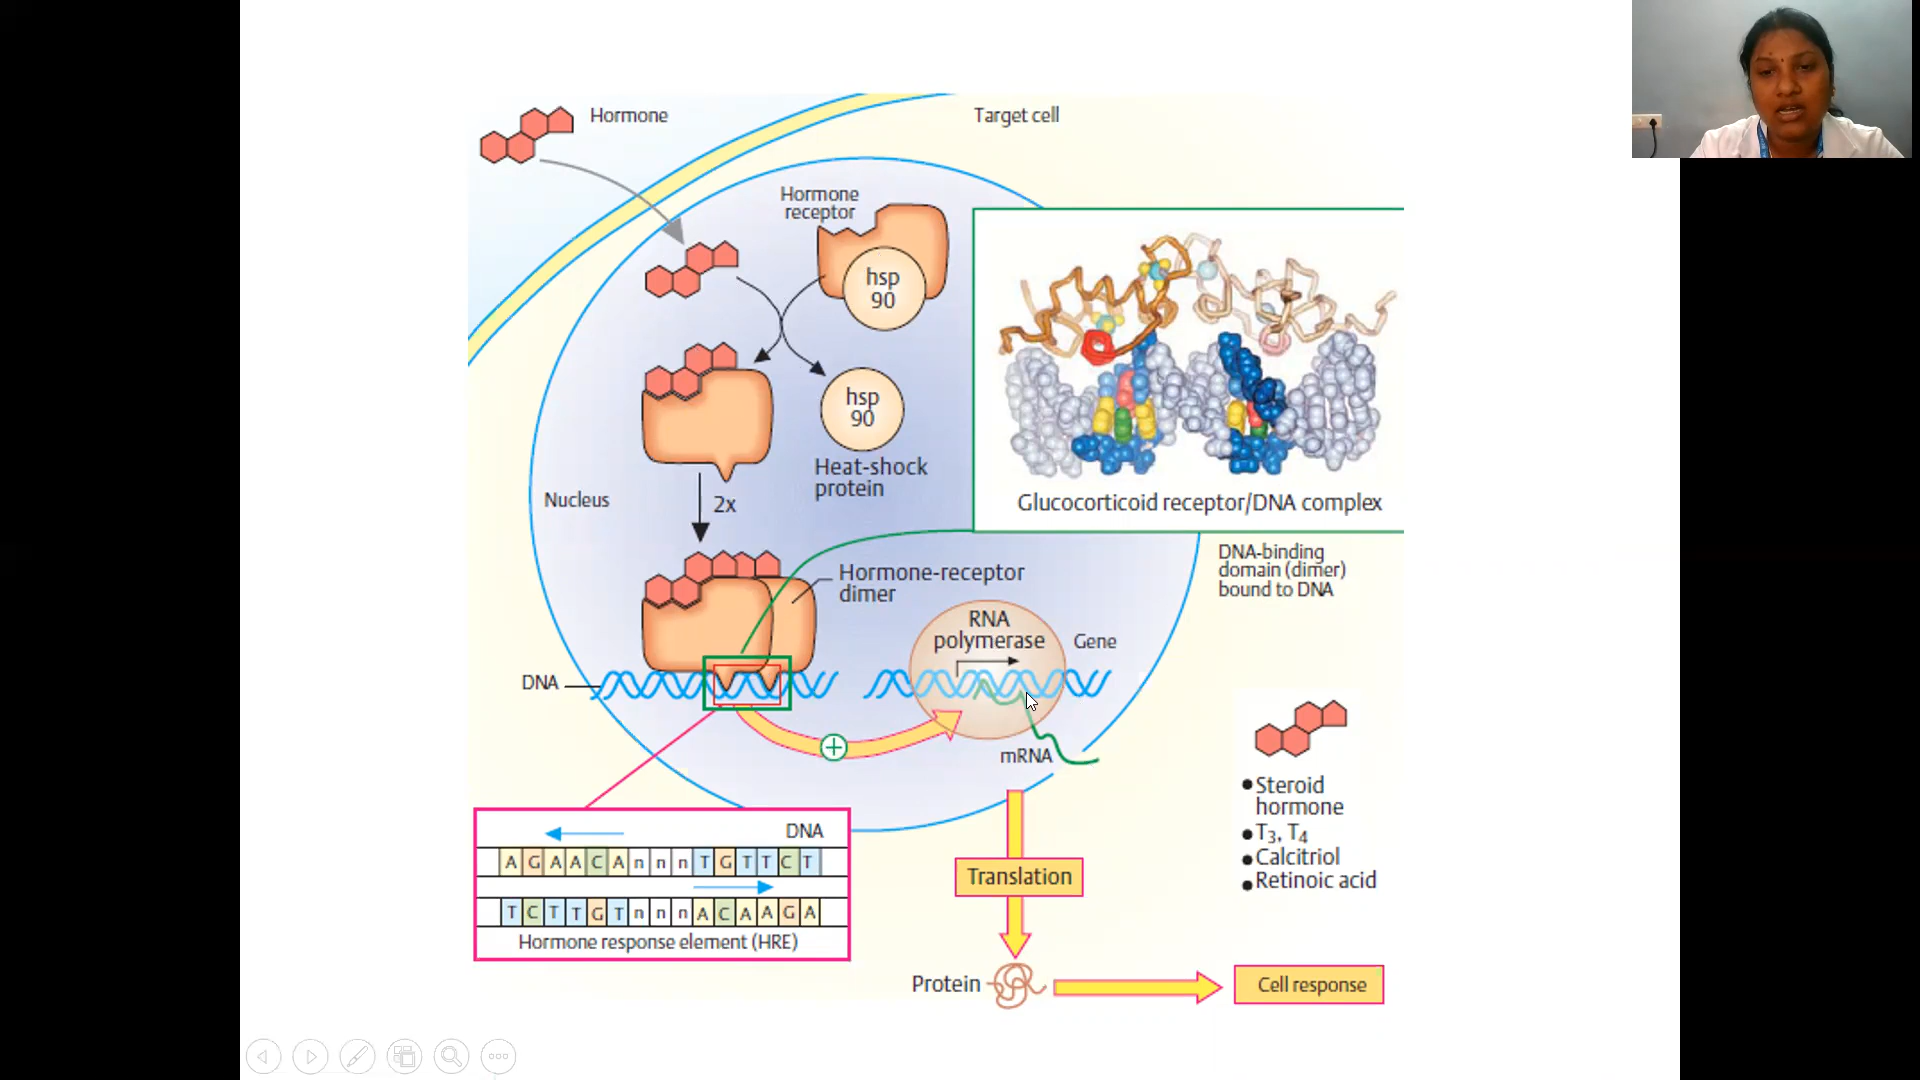 Hormone
Target cell
Hormone
receptor
hsp
90
hsp
90
Heat-shock
protein
Nucleus
2x
Glucocorticoid receptor/DNA complex
DNA-binding
domain (dimer)
bound to DNA
Hormone-receptor
dimer
RNA
polymerase
Gene
DNA
mRNA
DNA
A G A A C A n n n T G T T C T
T C T T G T n n n A C A A G A
Hormone response element (HRE)
Translation
Protein
Cell response
• Steroid
hormone
• T₃, T₄
• Calcitriol
• Retinoic acid